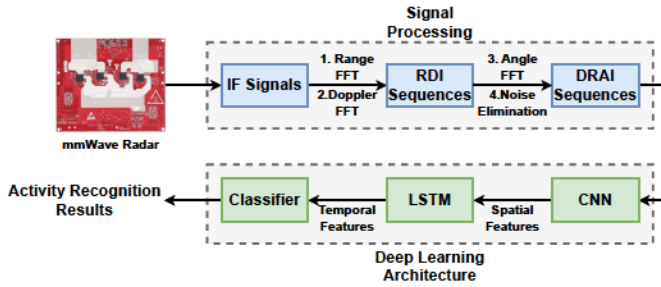 Signal
Processing
IF Signals
1. Range
FFT
2.Doppler
FFT
RDI
Sequences
3. Angle
FFT
4.Noise
Elimination
DRAI
Sequences
mmWave Radar
Activity Recognition
Results
Classifier
Temporal
Features
LSTM
Spatial
Features
CNN
Deep Learning
Architecture